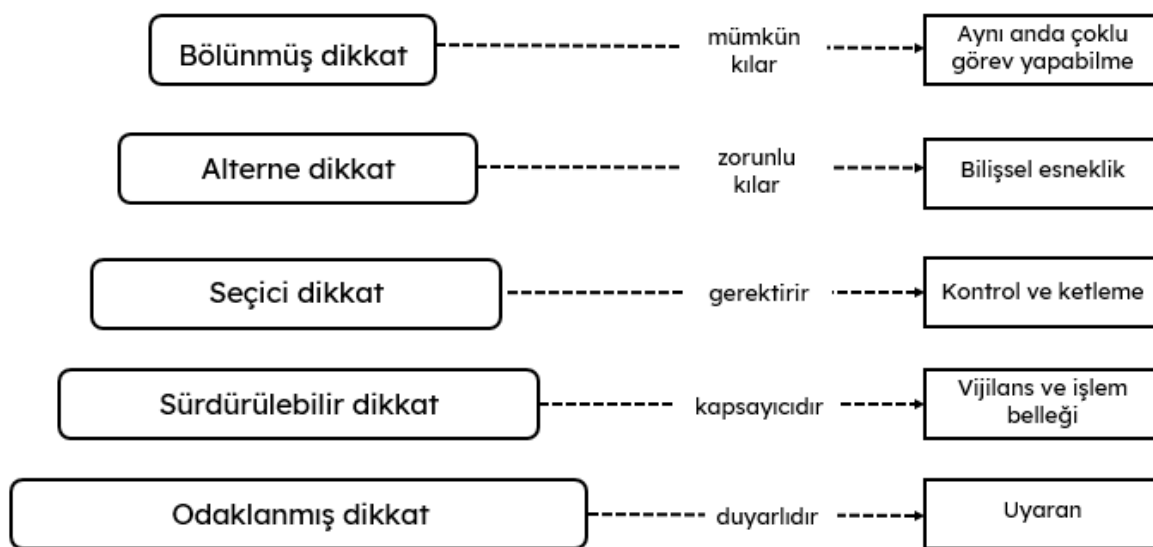 Bölünmüş dikkat
mümkün
kılar
Aynı anda çoklu
görev yapabilme
Alterne dikkat
zorunlu
kılar
Bilişsel esneklik
Seçici dikkat
gerektirir
Kontrol ve ketleme
Sürdürülebilir dikkat
kapsayıcıdır
Vijilans ve işlem
belleği
Odaklanmış dikkat
duyarlıdır
Uyaran